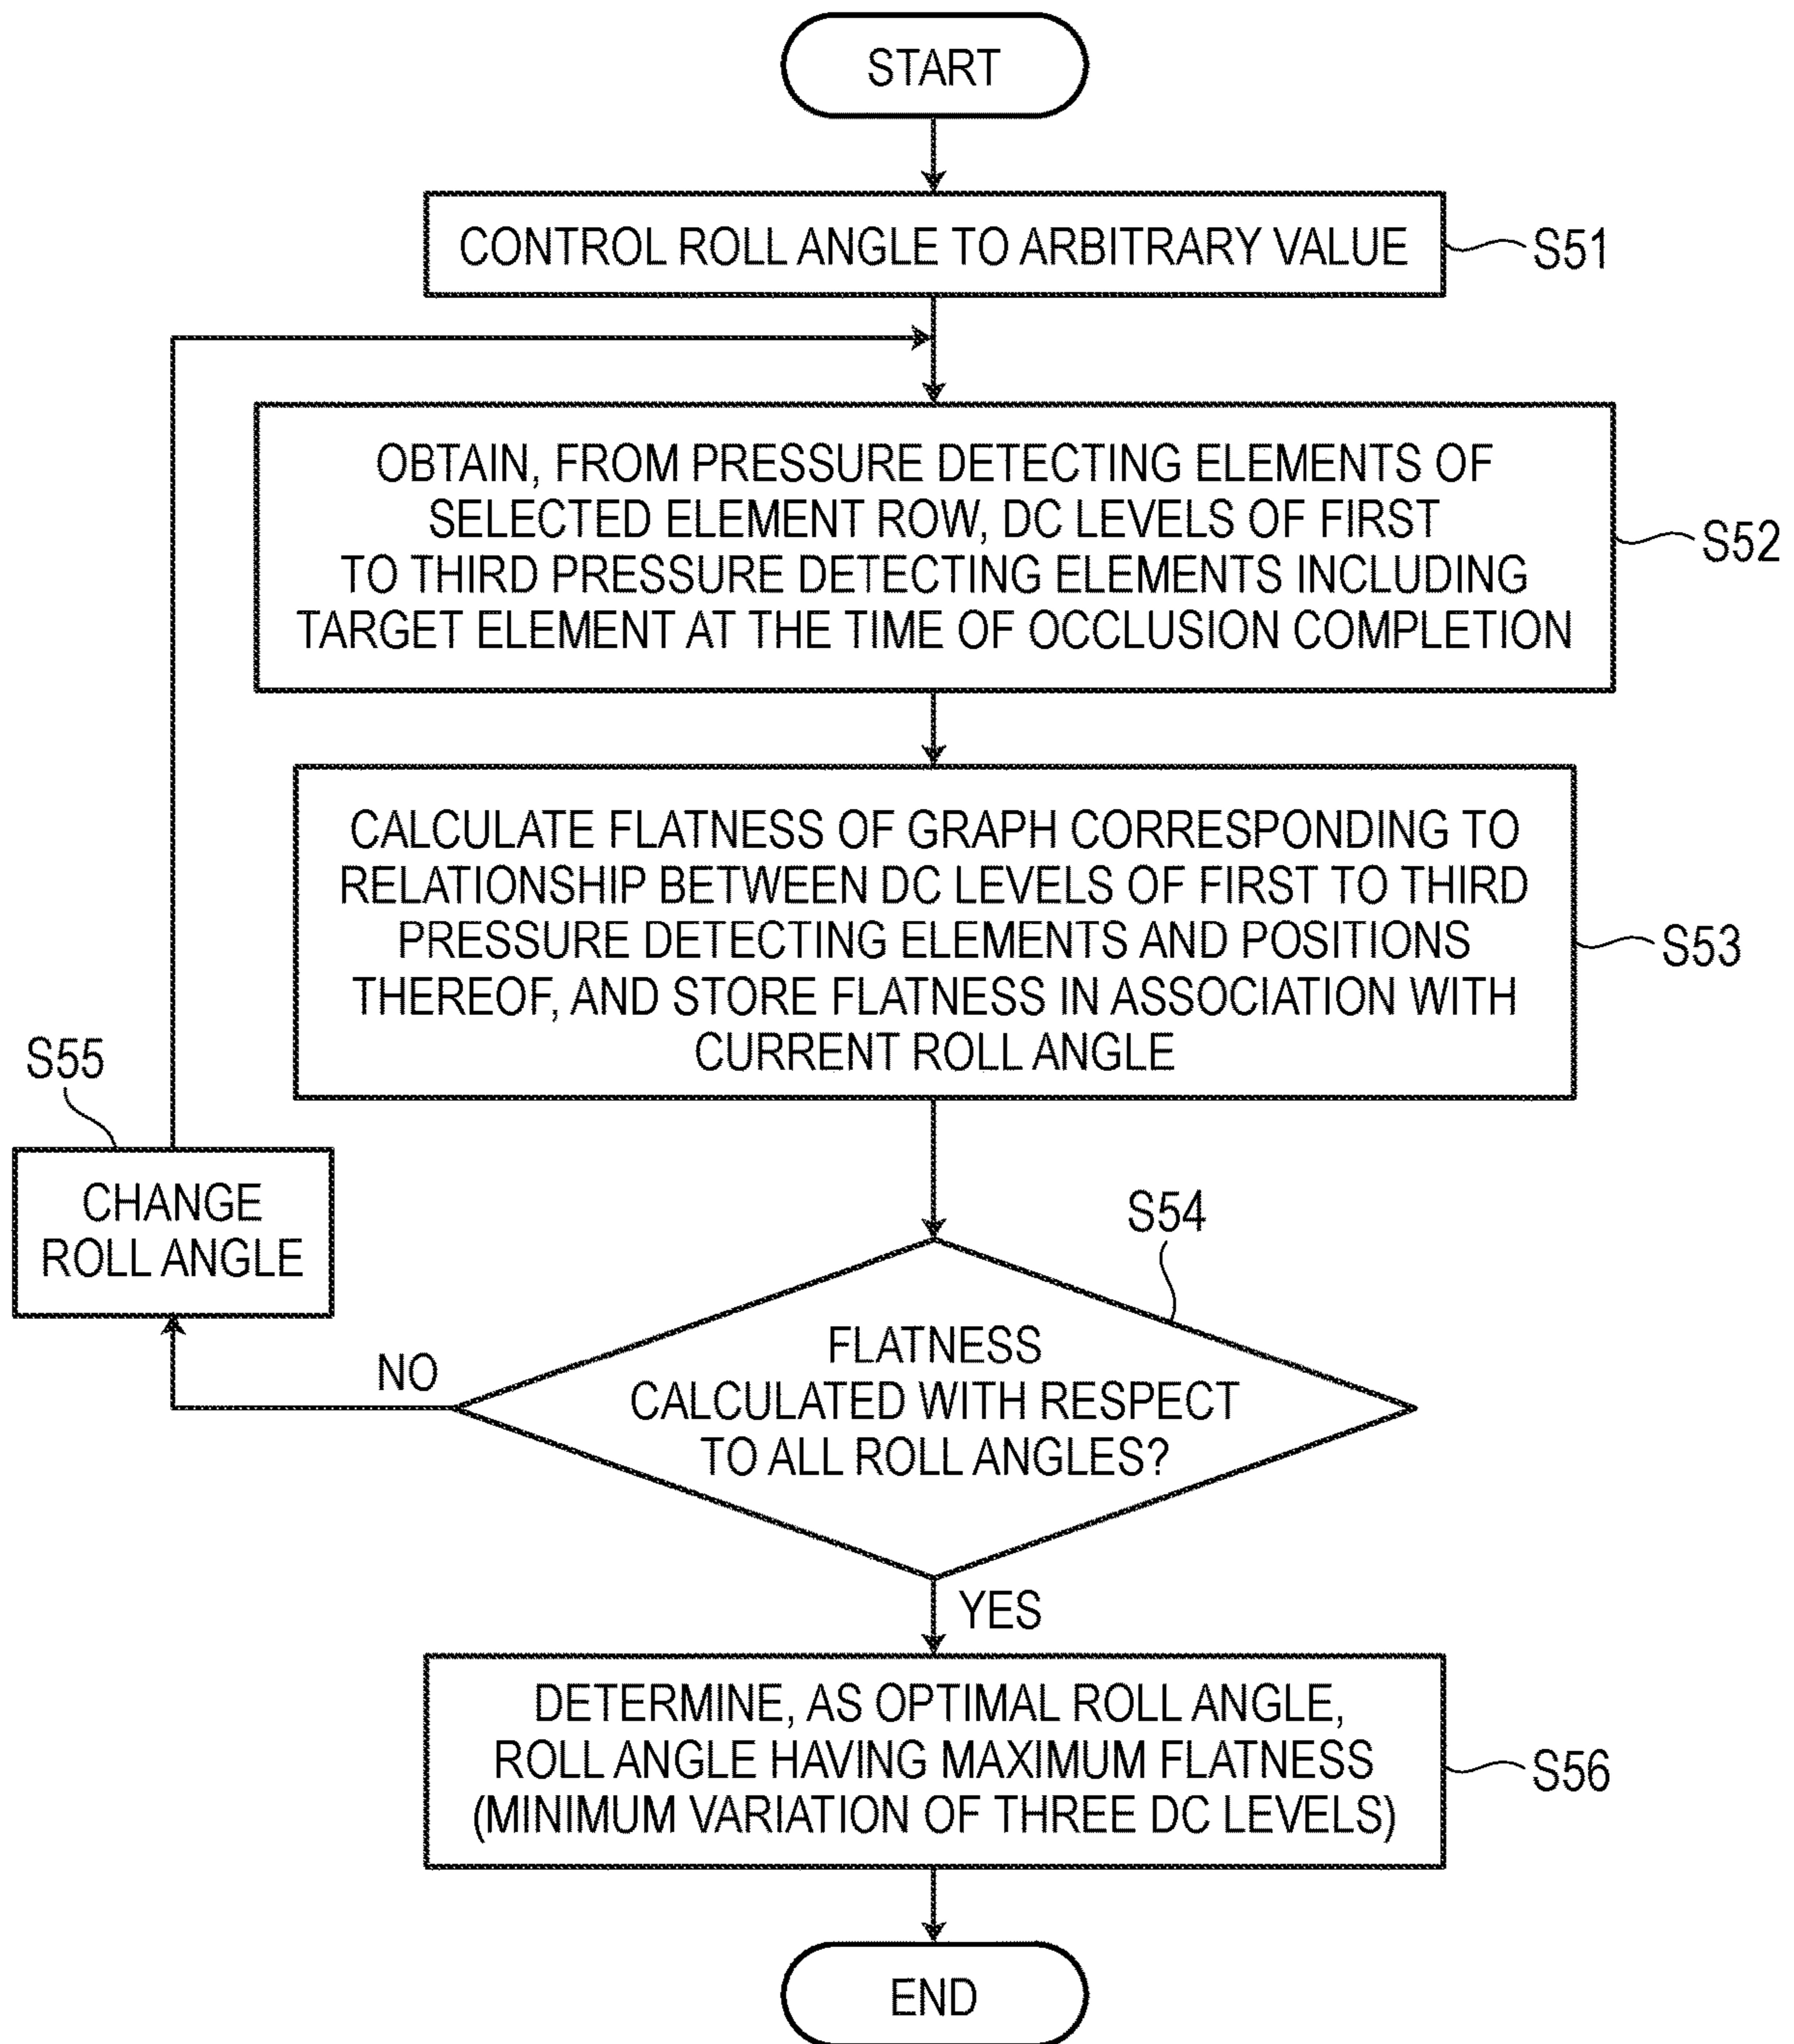 START
CONTROL ROLL ANGLE TO ARBITRARY VALUE
S51
OBTAIN, FROM PRESSURE DETECTING ELEMENTS OF
SELECTED ELEMENT ROW, DC LEVELS OF FIRST
TO THIRD PRESSURE DETECTING ELEMENTS INCLUDING
TARGET ELEMENT AT THE TIME OF OCCLUSION COMPLETION
S52
CALCULATE FLATNESS OF GRAPH CORRESPONDING TO
RELATIONSHIP BETWEEN DC LEVELS OF FIRST TO THIRD
PRESSURE DETECTING ELEMENTS AND POSITIONS
THEREOF, AND STORE FLATNESS IN ASSOCIATION WITH
CURRENT ROLL ANGLE
S53
S55
CHANGE
ROLL ANGLE
S54
FLATNESS
CALCULATED WITH RESPECT
TO ALL ROLL ANGLES?
NO
YES
DETERMINE, AS OPTIMAL ROLL ANGLE,
ROLL ANGLE HAVING MAXIMUM FLATNESS
(MINIMUM VARIATION OF THREE DC LEVELS)
S56
END